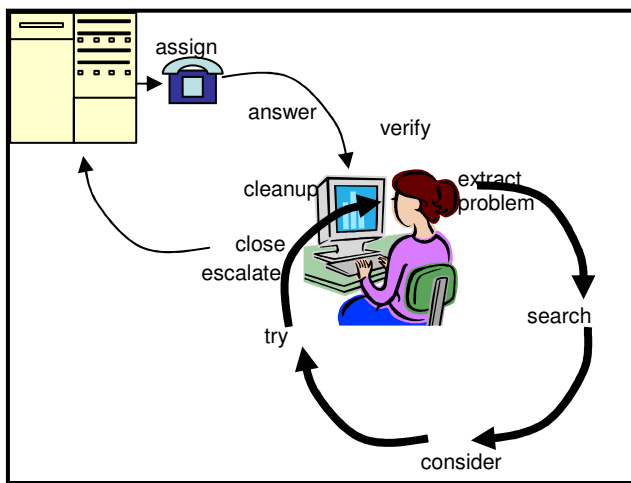 assign
answer
verify
cleanup
extract
problem
close
escalate
search
try
consider